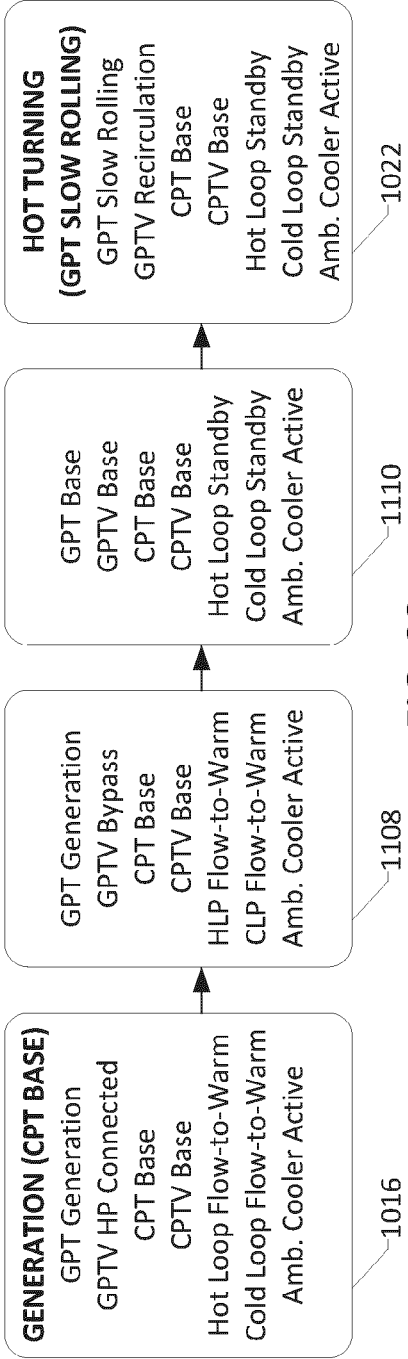 GENERATION (CPT BASE)
GPT Generation
GPTV HP Connected
CPT Base
CPTV Base
Hot Loop Flow-to-Warm
Cold Loop Flow-to-Warm
Amb. Cooler Active
1016
GPT Generation
GPTV Bypass
CPT Base
CPTV Base
HLP Flow-to-Warm
CLP Flow-to-Warm
Amb. Cooler Active
1108
GPT Base
GPTV Base
CPT Base
CPTV Base
Hot Loop Standby
Cold Loop Standby
Amb. Cooler Active
1110
HOT TURNING
(GPT SLOW ROLLING)
GPT Slow Rolling
GPTV Recirculation
CPT Base
CPTV Base
Hot Loop Standby
Cold Loop Standby
Amb. Cooler Active
1022